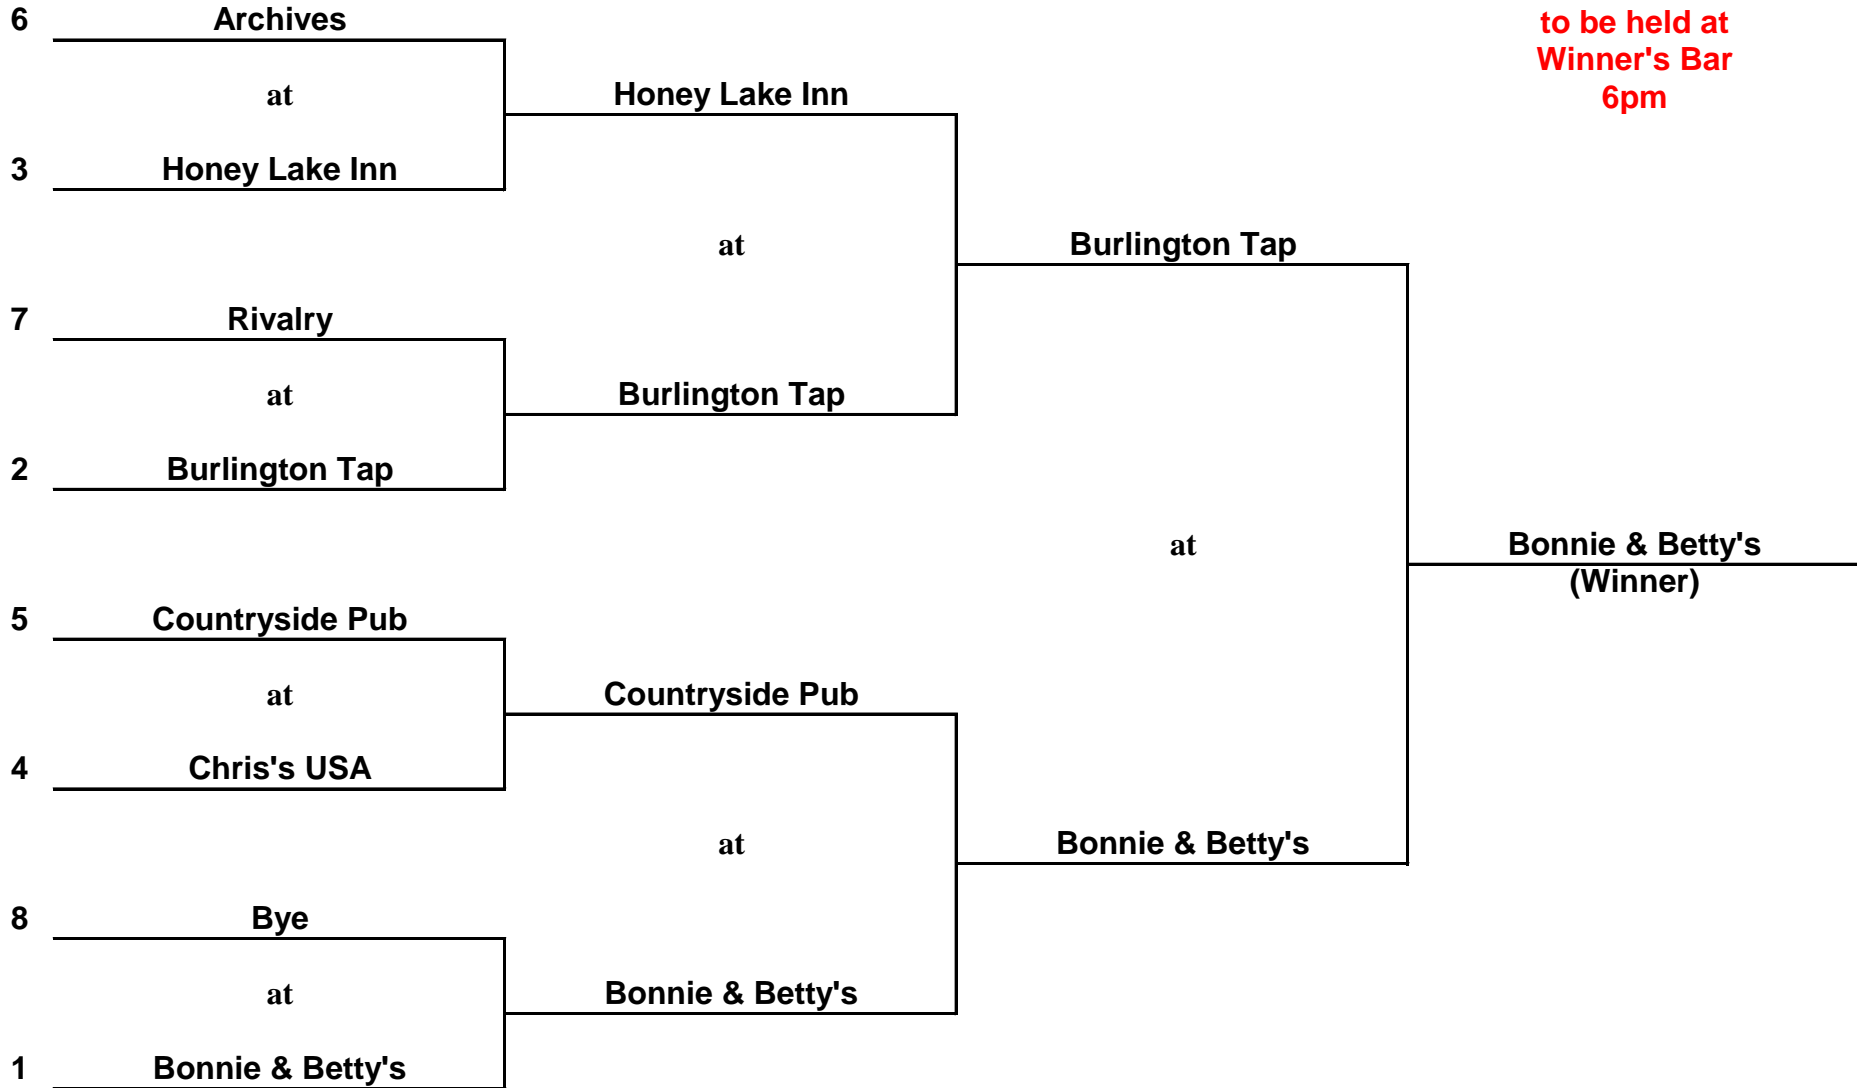 6 Archives
to be held at
Winner's Bar
6pm
at
Honey Lake Inn
3 Honey Lake Inn
at
Burlington Tap
7 Rivalry
at
Burlington Tap
2 Burlington Tap
at
Bonnie & Betty's
(Winner)
5 Countryside Pub
at
Countryside Pub
4 Chris's USA
at
Bonnie & Betty's
8 Bye
at
Bonnie & Betty's
1 Bonnie & Betty's